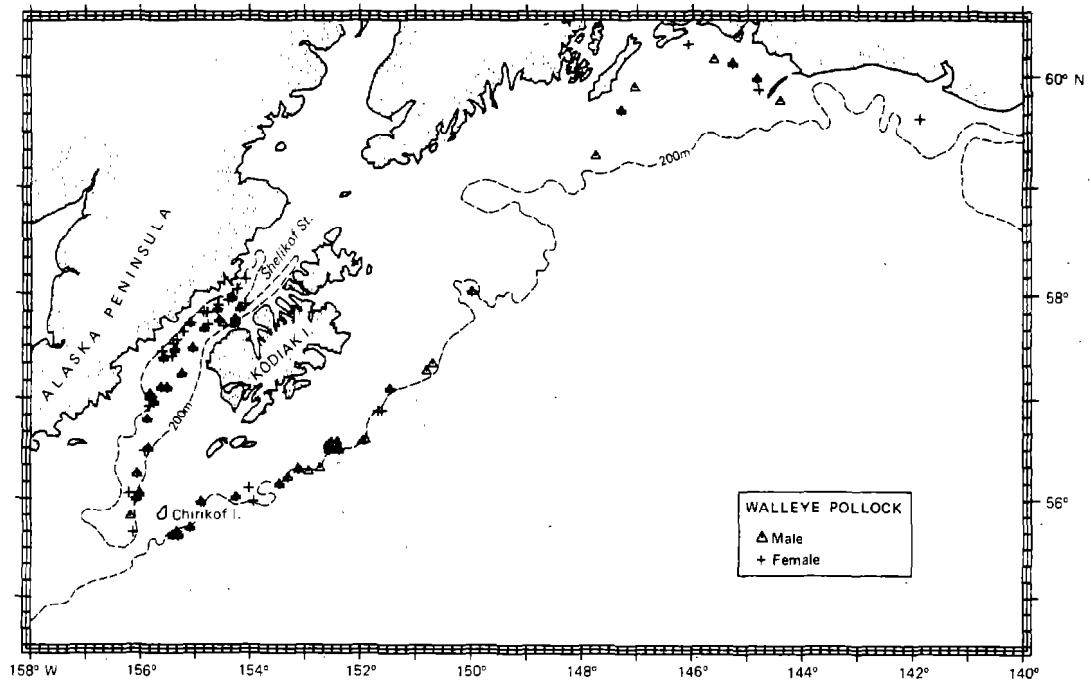 60° N
200m
ALASKA PENINSULA
Shelikof St.
58°
KODIAK I.
200m
56°
Chirikof I.
WALLEYE POLLOCK
Male
+ Female
158° W
156°
154°
152°
150°
148°
146°
144°
142°
140°